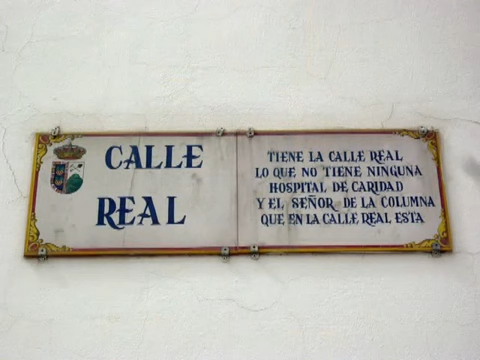 CALLE
REAL
TIENE LA CALLE REAL
LO QUE NO TIENE NINGUNA
HOSPITAL DE CARIDAD
Y EL SEÑOR DE LA COLUMNA
QUE EN LA CALLE REAL ESTA